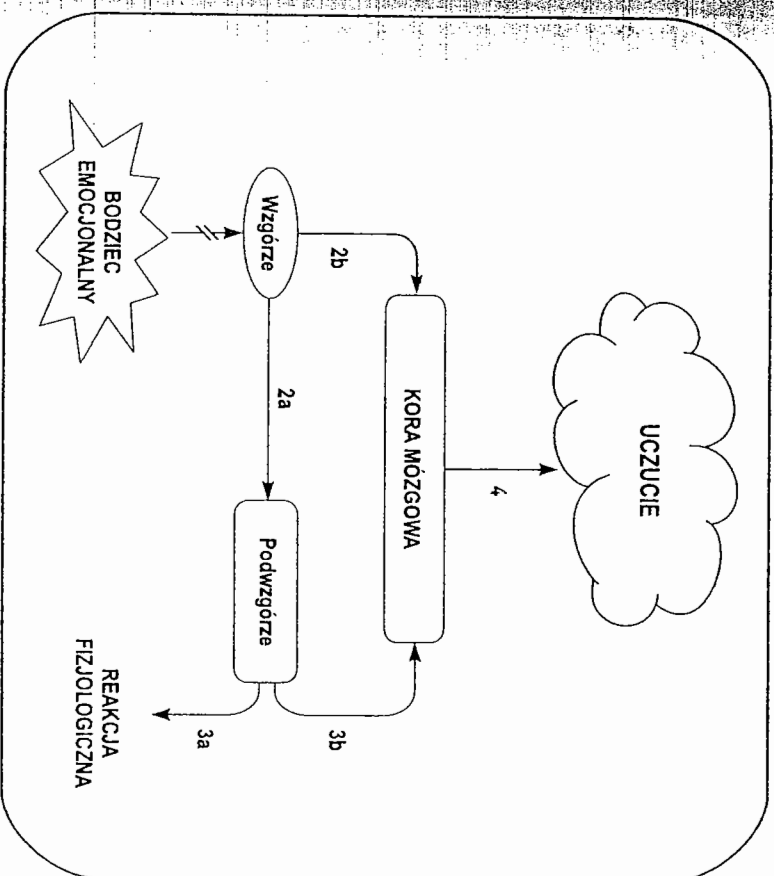 UCZUCIE
4
KORA MÓZGOWA
2b
3b
Wzgórze
2a
Podwzgórze
3a
BODZIEC
EMOCJONALNY
REAKCJA
FIZJOLOGICZNA